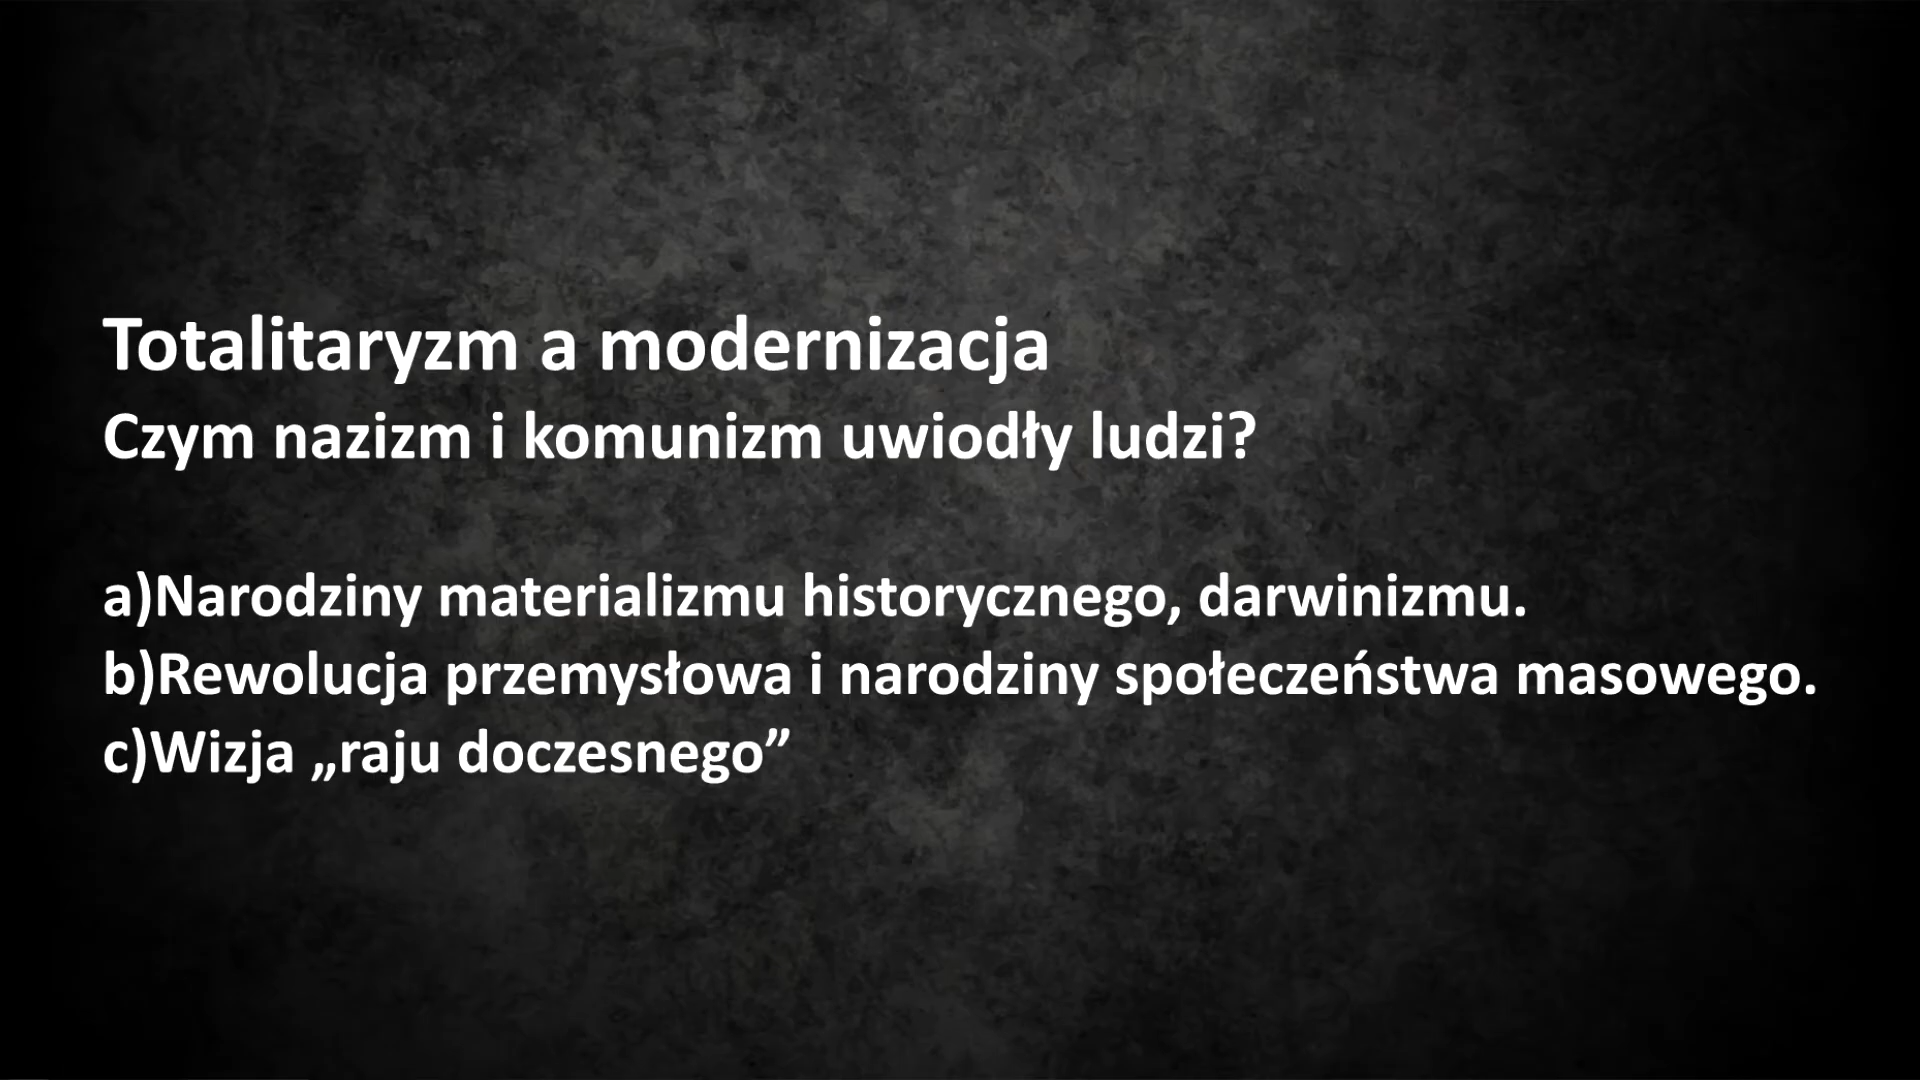 Totalitaryzm a modernizacja
Czym nazizm i komunizm uwiodły ludzi?
a)Narodziny materializmu historycznego, darwinizmu.
b)Rewolucja przemysłowa i narodziny społeczeństwa masowego.
c)Wizja „raju doczesnego”